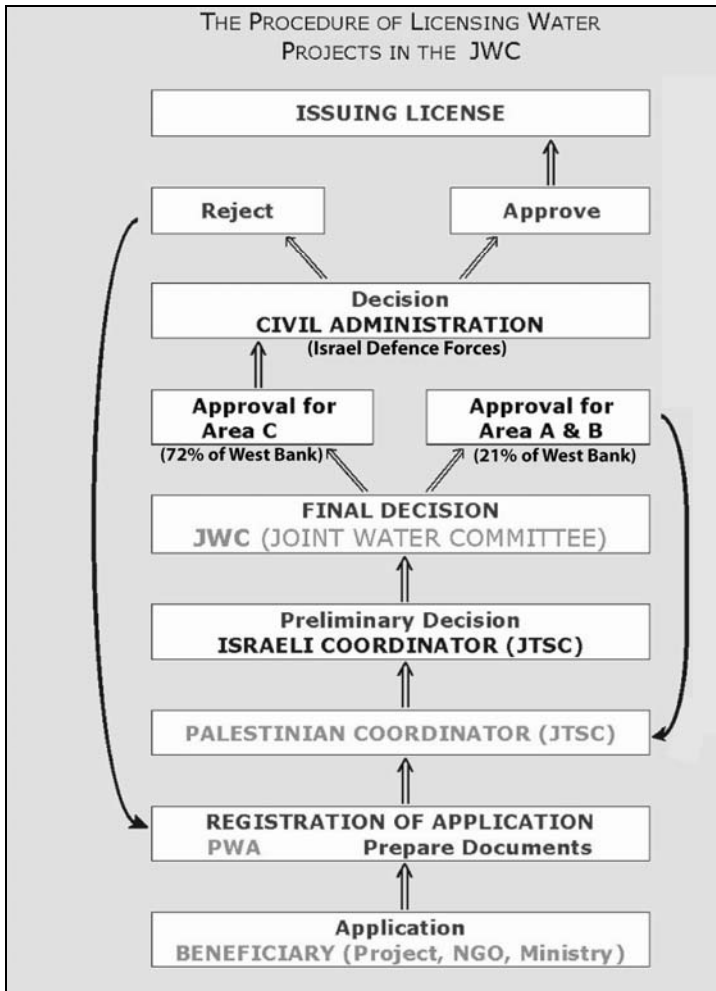 THE PROCEDURE OF LICENSING WATER
PROJECTS IN THE JWC
ISSUING LICENSE
Reject
Approve
Decision
CIVIL ADMINISTRATION
(Israel Defence Forces)
Approval for
Area C
(72% of West Bank)
Approval for
Area A & B
(21% of West Bank)
FINAL DECISION
JWC (JOINT WATER COMMITTEE)
Preliminary Decision
ISRAELI COORDINATOR (JTSC)
PALESTINIAN COORDINATOR (JTSC)
REGISTRATION OF APPLICATION
PWA Prepare Documents
Application
BENEFICIARY (Project, NGO, Ministry)